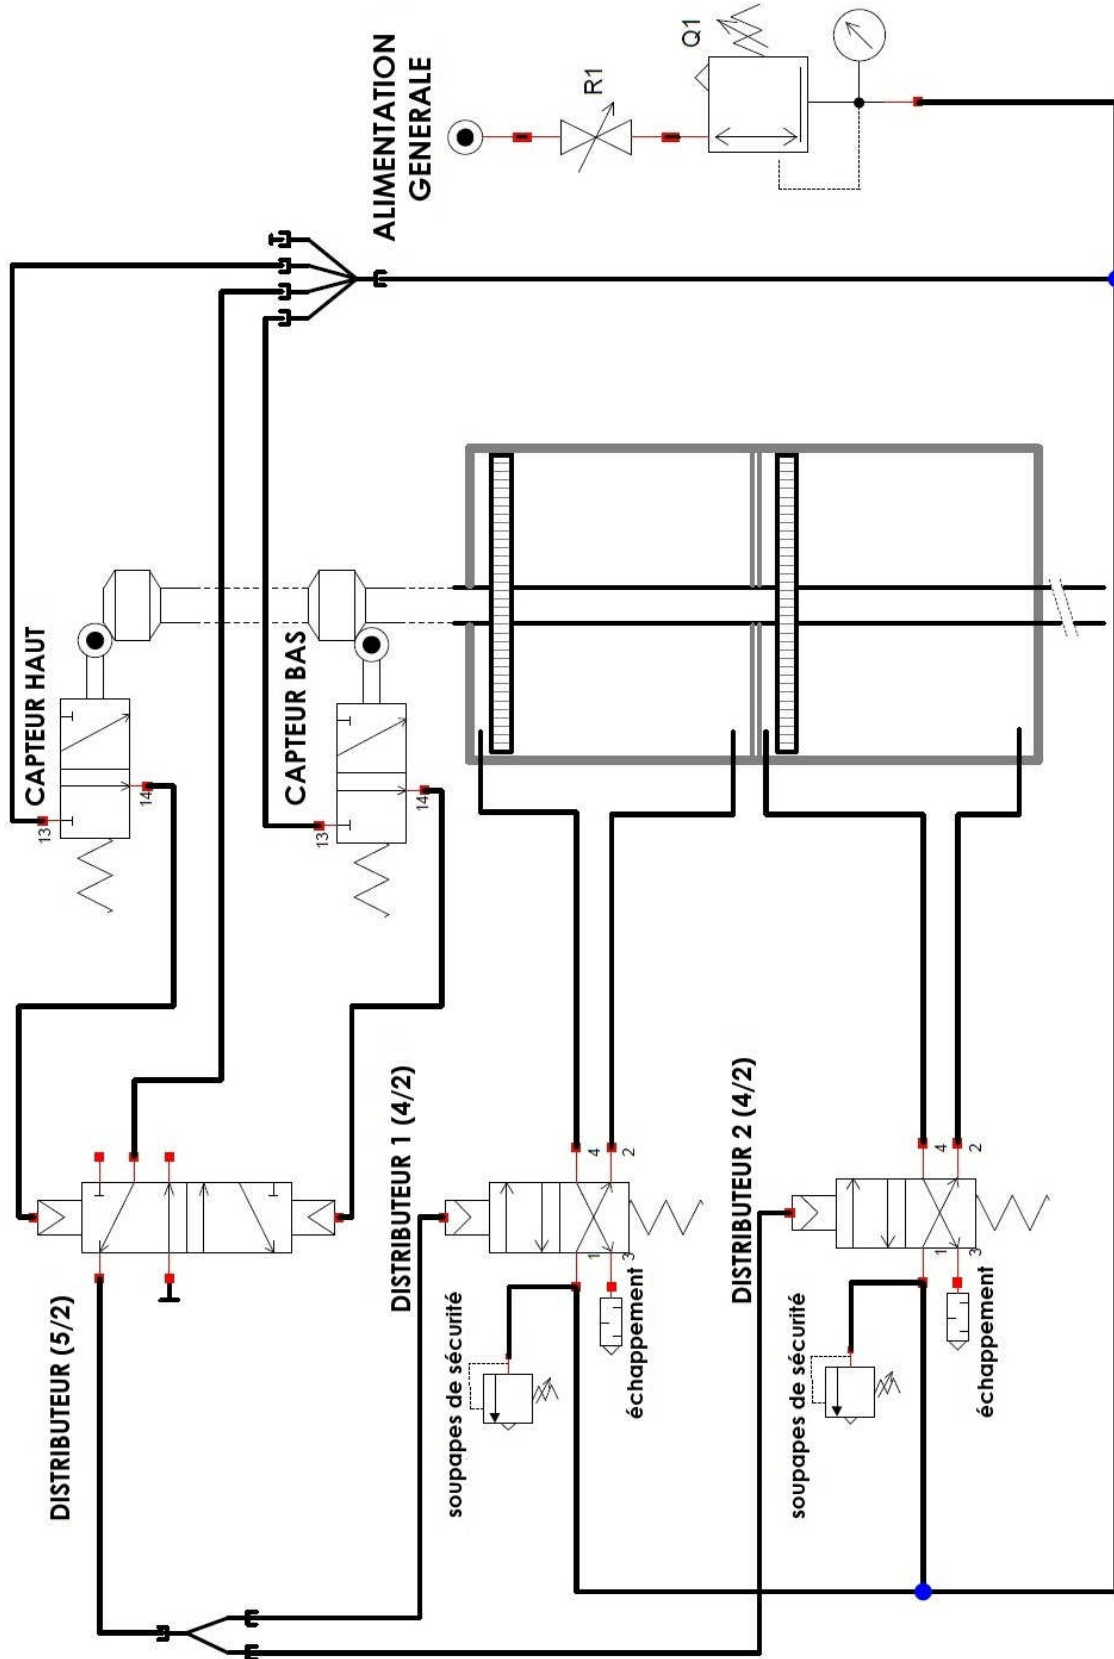 ALIMENTATION
GENERALE
R1
Q1
CAPTEUR HAUT
13
14
CAPTEUR BAS
13
14
DISTRIBUTEUR (5/2)
DISTRIBUTEUR 1 (4/2)
4
2
1
3
soupapes de sécurité
échappement
DISTRIBUTEUR 2 (4/2)
4
2
1
3
soupapes de sécurité
échappement